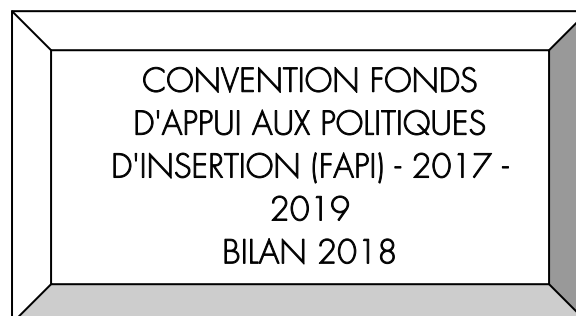 CONVENTION FONDS
D'APPUI AUX POLITIQUES
D'INSERTION (FAPI) - 2017 -
2019
BILAN 2018